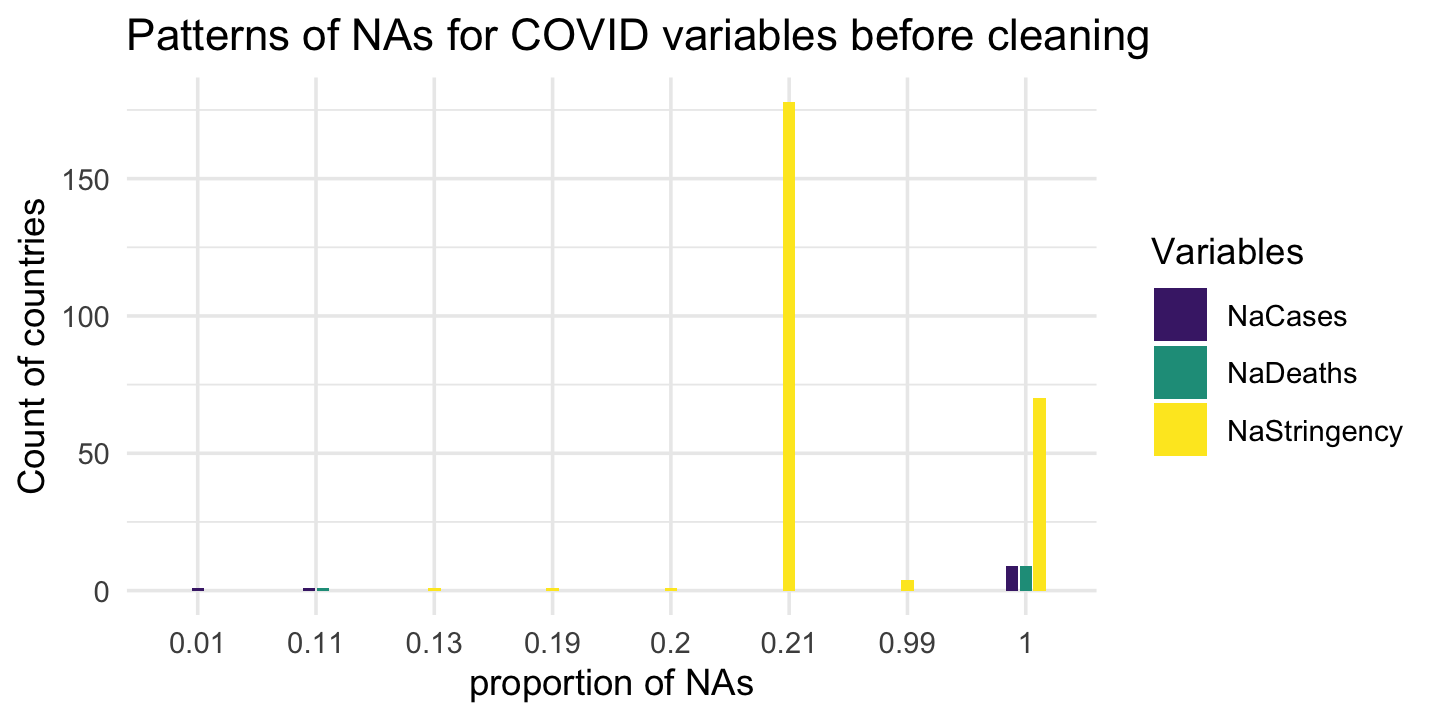 Patterns of NAs for COVID variables before cleaning
Count of countries
150
100
50
0
0.01 0.11 0.13 0.19 0.2 0.21 0.99 1
proportion of NAs
Variables
NaCases
NaDeaths
NaStringency